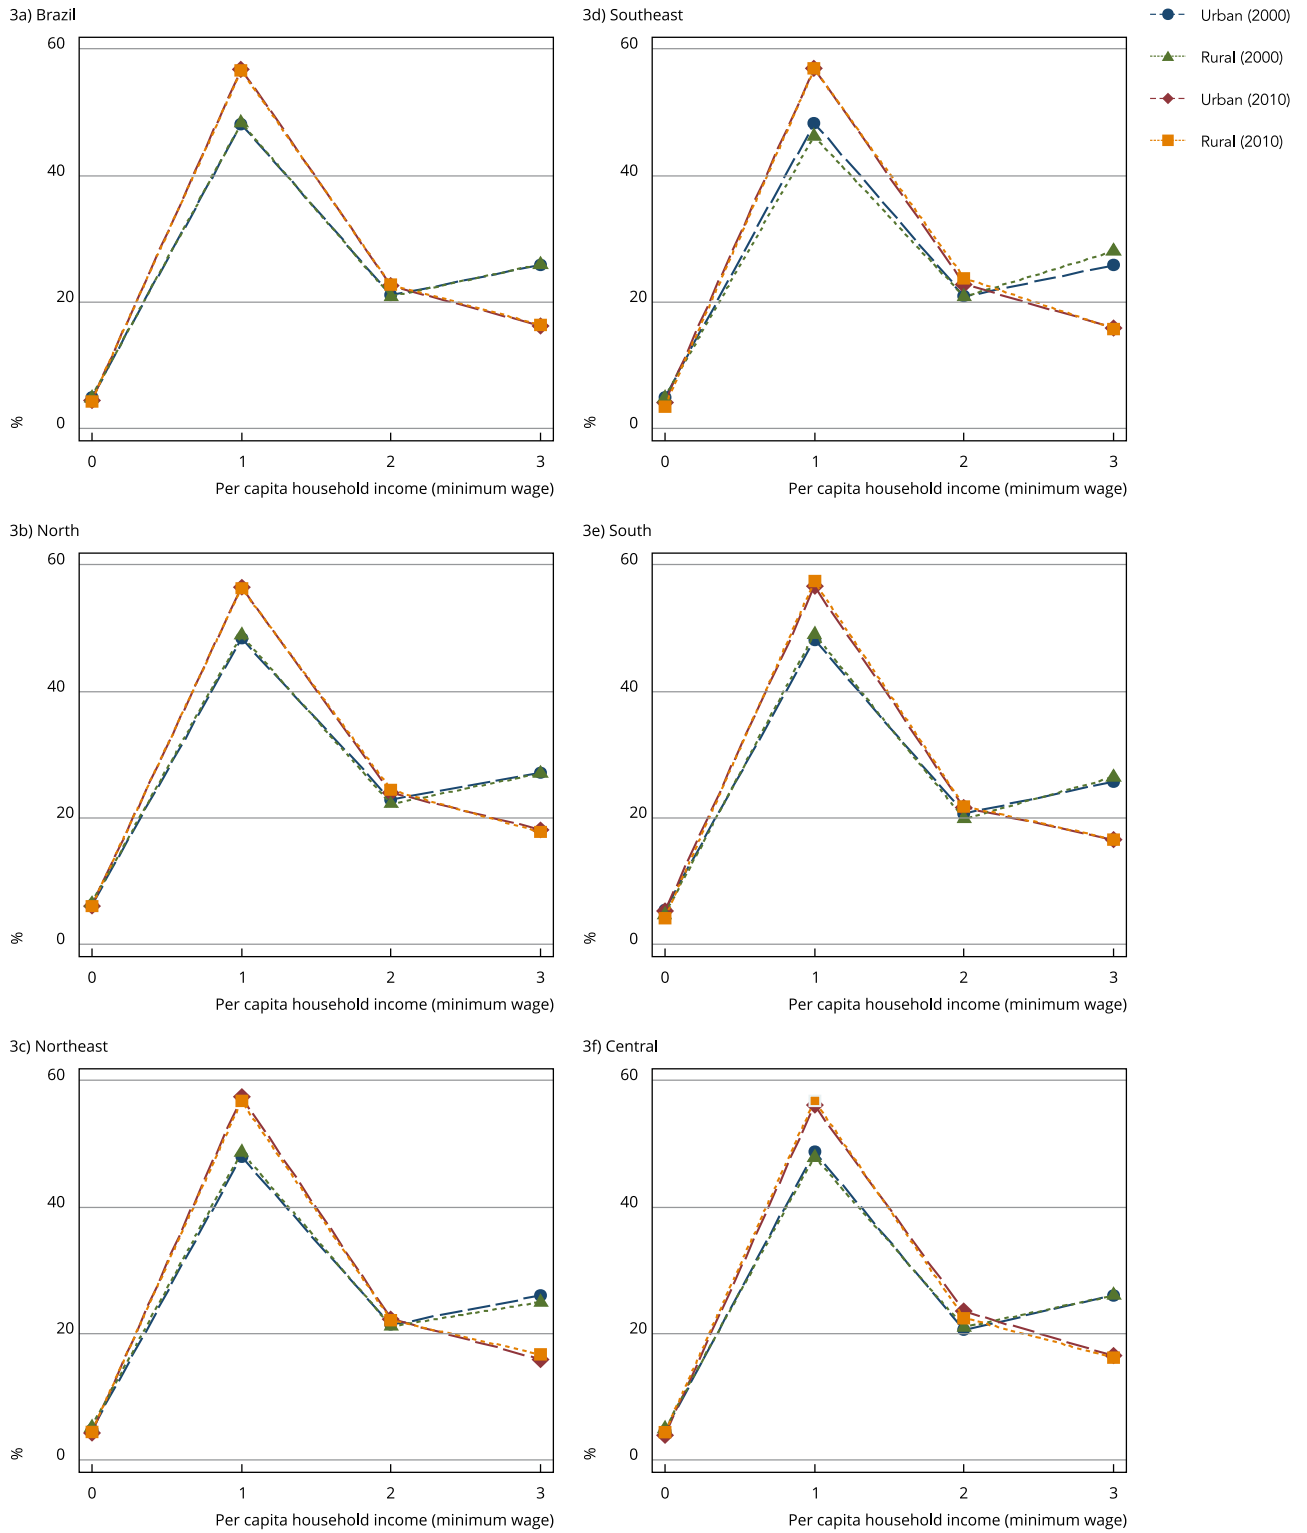 3a) Brazil
60
40
20
0
%
0 1 2 3
Per capita household income (minimum wage)
3d) Southeast
60
40
20
0
%
0 1 2 3
Per capita household income (minimum wage)
Urban (2000)
Rural (2000)
Urban (2010)
Rural (2010)
3b) North
60
40
20
0
%
0 1 2 3
Per capita household income (minimum wage)
3e) South
60
40
20
0
%
0 1 2 3
Per capita household income (minimum wage)
3c) Northeast
60
40
20
0
%
0 1 2 3
Per capita household income (minimum wage)
3f) Central
60
40
20
0
%
0 1 2 3
Per capita household income (minimum wage)